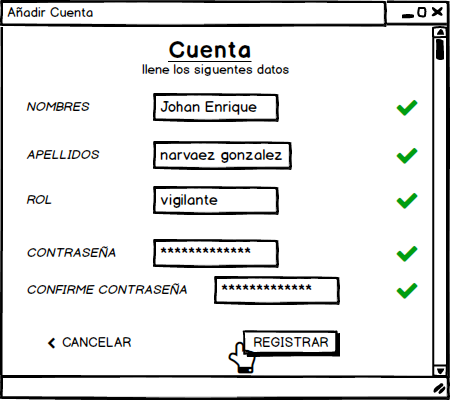 Añadir Cuenta
Cuenta
llene los siguentes datos
NOMBRES Johan Enrique
APELLIDOS narvaez gonzalez
ROL vigilante
CONTRASEÑA *************
CONFIRME CONTRASEÑA *************
CANCELAR REGISTRAR